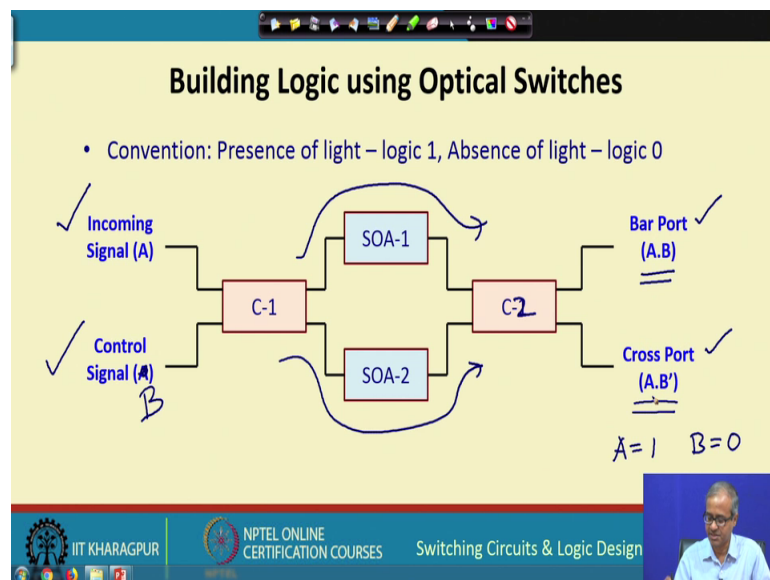 Building Logic using Optical Switches
• Convention: Presence of light – logic 1, Absence of light – logic 0
Incoming
Signal (A)
Control
Signal (A)
B
C-1
SOA-1
SOA-2
C-2
Bar Port
(A.B)
Cross Port
(A.B')
A=1 B=0
IIT KHARAGPUR
NPTEL ONLINE
CERTIFICATION COURSES
Switching Circuits & Logic Design